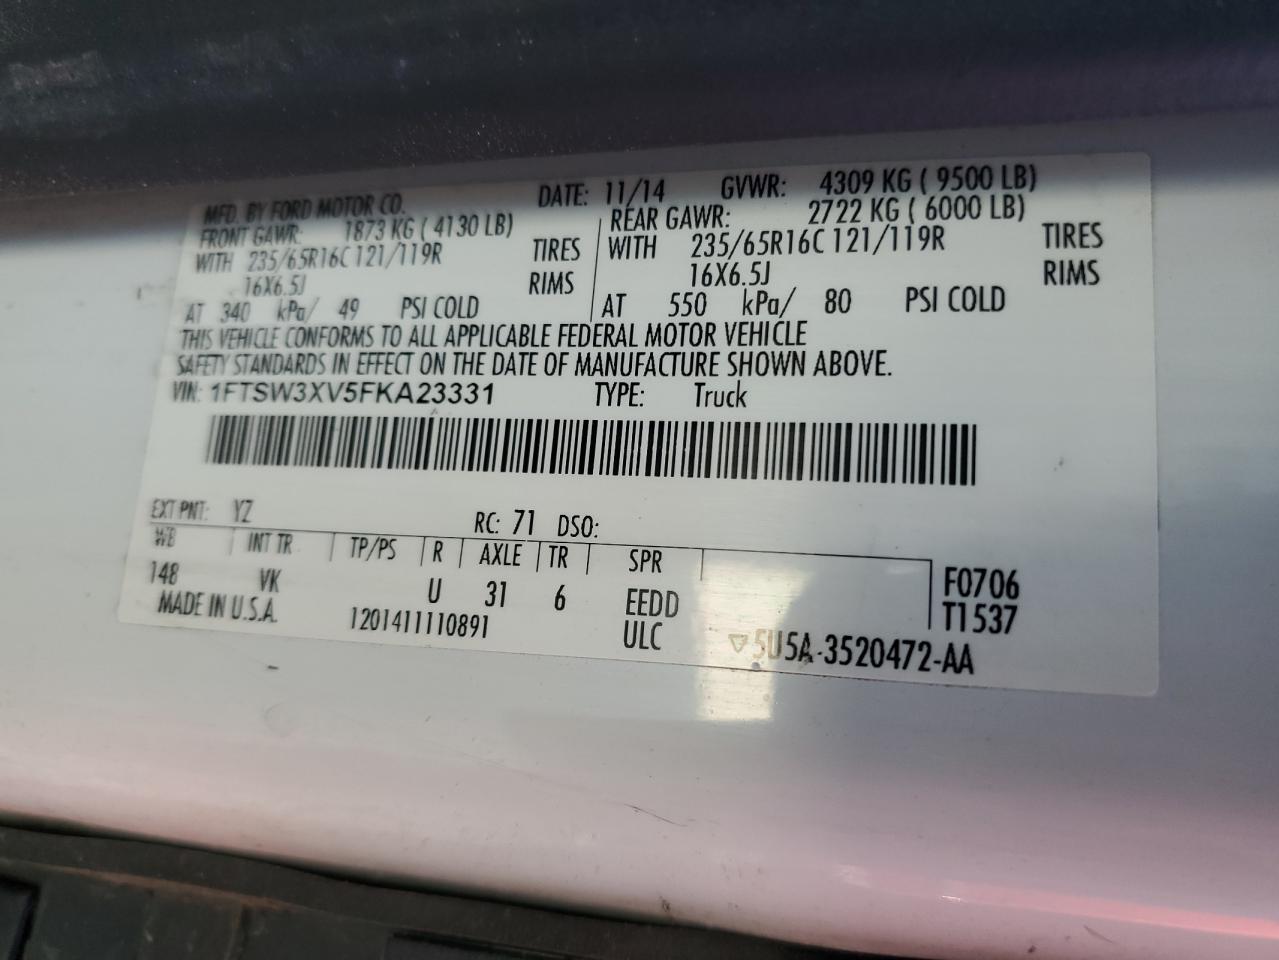 MFD. BY FORD MOTOR CO. DATE: 11/14 GVWR: 4309 KG ( 9500 LB)
FRONT GAWR: 1873 KG ( 4130 LB) REAR GAWR: 2722 KG ( 6000 LB)
WITH 235/65R16C 121/119R TIRES WITH 235/65R16C 121/119R TIRES
16X6.5J RIMS 16X6.5J RIMS
AT 340 kPa/ 49 PSI COLD AT 550 kPa/ 80 PSI COLD
THIS VEHICLE CONFORMS TO ALL APPLICABLE FEDERAL MOTOR VEHICLE
SAFETY STANDARDS IN EFFECT ON THE DATE OF MANUFACTURE SHOWN ABOVE.
VIN: 1FTSW3XV5FKA23331 TYPE: Truck
EXT PNT: YZ RC: 71 DSO:
WB INT TR TP/PS R AXLE TR SPR
148 VK U 31 6 EEDD F0706
MADE IN U.S.A. 1201411110891 ULC T1537
5U5A-3520472-AA